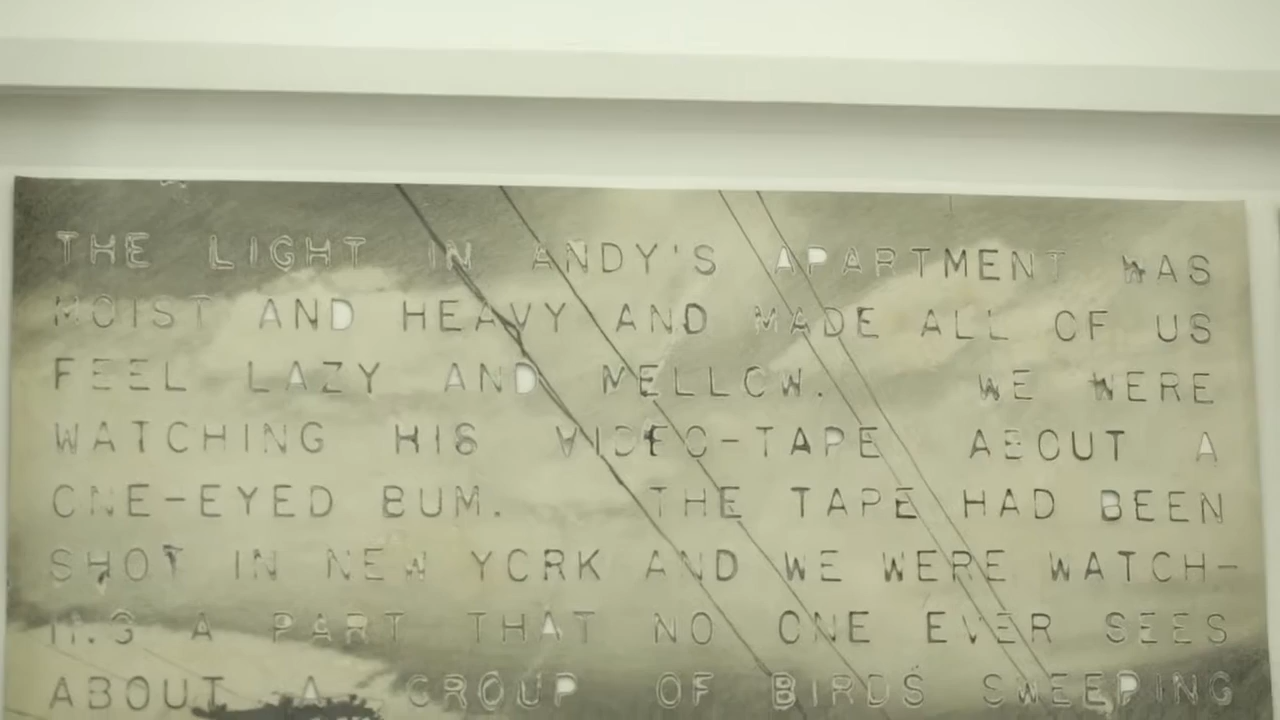 THE LIGHT IN ANDY'S APARTMENT WAS
MOIST AND HEAVY AND MADE ALL OF US
FEEL LAZY AND MELLOW. WE WERE
WATCHING HIS VIDEO-TAPE ABOUT A
ONE-EYED BUM. THE TAPE HAD BEEN
SHOT IN NEW YORK AND WE WERE WATCH-
ING A PART THAT NO ONE EVER SEES
ABOUT A GROUP OF BIRDS SWEEPING